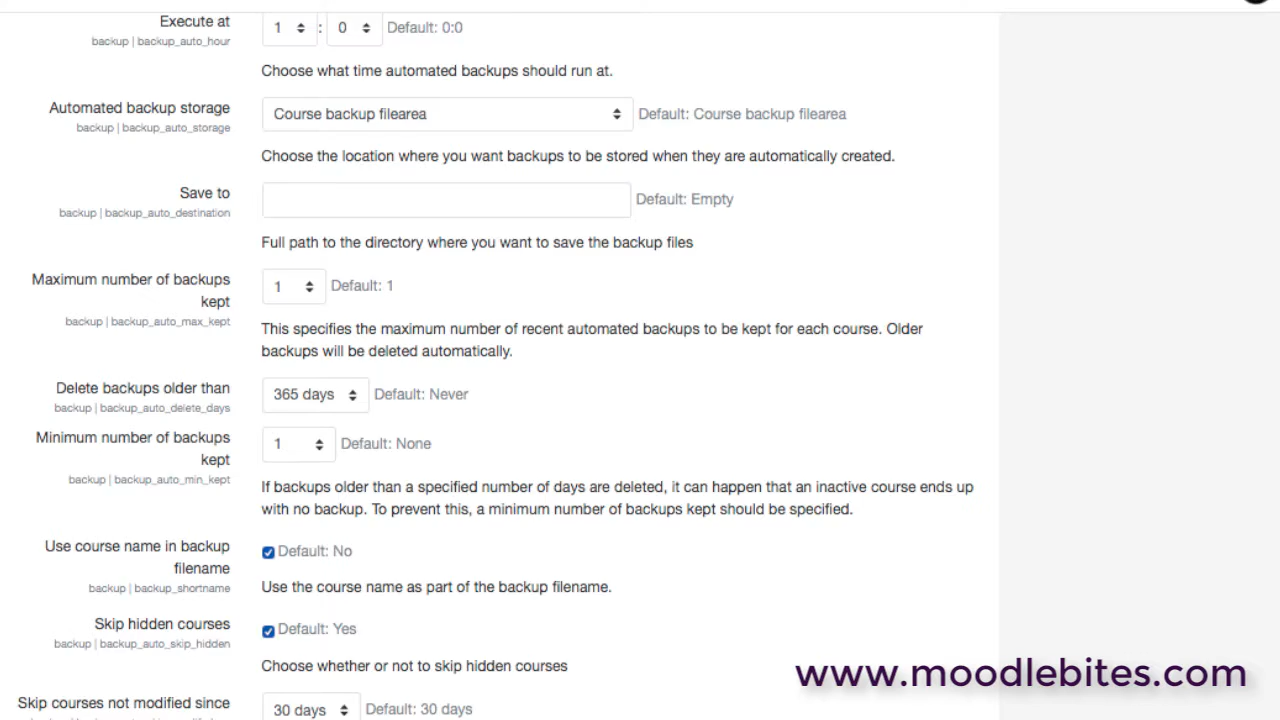 Execute at
1 : 0 Default: 0:0
backup | backup_auto_hour
Choose what time automated backups should run at.
Automated backup storage
Course backup filearea Default: Course backup filearea
backup | backup_auto_storage
Choose the location where you want backups to be stored when they are automatically created.
Save to
Default: Empty
backup | backup_auto_destination
Full path to the directory where you want to save the backup files
Maximum number of backups
kept
1 Default: 1
backup | backup_auto_max_kept
This specifies the maximum number of recent automated backups to be kept for each course. Older
backups will be deleted automatically.
Delete backups older than
365 days Default: Never
backup | backup_auto_delete_days
Minimum number of backups
kept
1 Default: None
backup | backup_auto_min_kept
If backups older than a specified number of days are deleted, it can happen that an inactive course ends up
with no backup. To prevent this, a minimum number of backups kept should be specified.
Use course name in backup
filename
Default: No
backup | backup_shortname
Use the course name as part of the backup filename.
Skip hidden courses
Default: Yes
backup | backup_auto_skip_hidden
Choose whether or not to skip hidden courses
Skip courses not modified since
30 days Default: 30 days
www.moodlebites.com